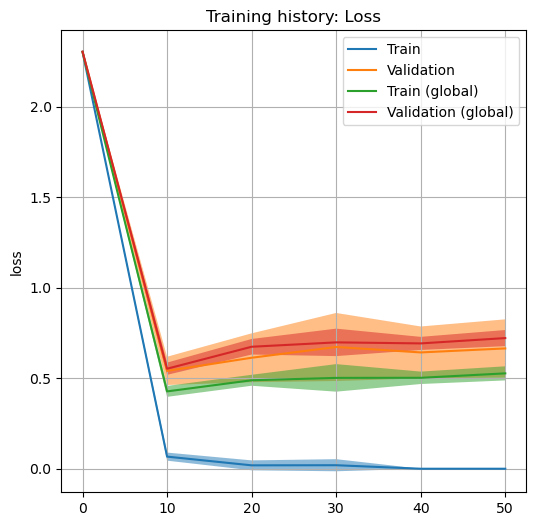 Training history: Loss
Train
Validation
Train (global)
Validation (global)
loss
2.0
1.5
1.0
0.5
0.0
0 10 20 30 40 50